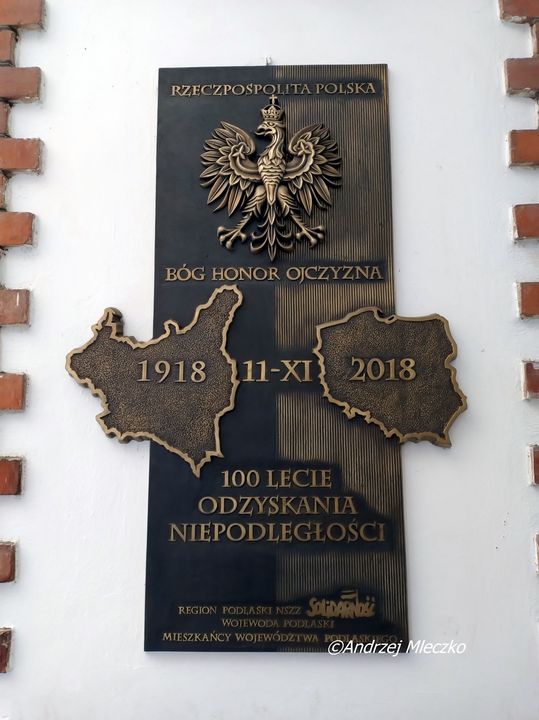 RZECZPOSPOLITA POLSKA
BÓG HONOR OJCZYZNA
1918 11-XI 2018
100 LECIE
ODZYSKANIA
NIEPODLEGŁOŚCI
REGION PODLASKI NSZZ SOLIDARNOŚĆ
WOJEWODA PODLASKI
MIESZKAŃCY WOJEWÓDZTWA PODLASKIEGO
©Andrzej Mleczko